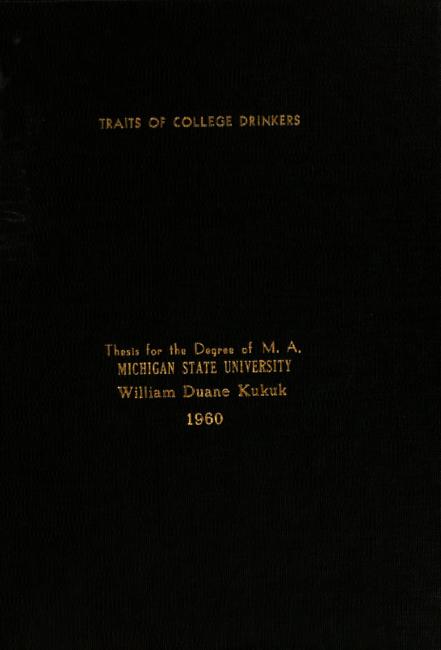 TRAITS OF COLLEGE DRINKERS
Thesis for the Degree of M. A.
MICHIGAN STATE UNIVERSITY
William Duane Kukuk
1960